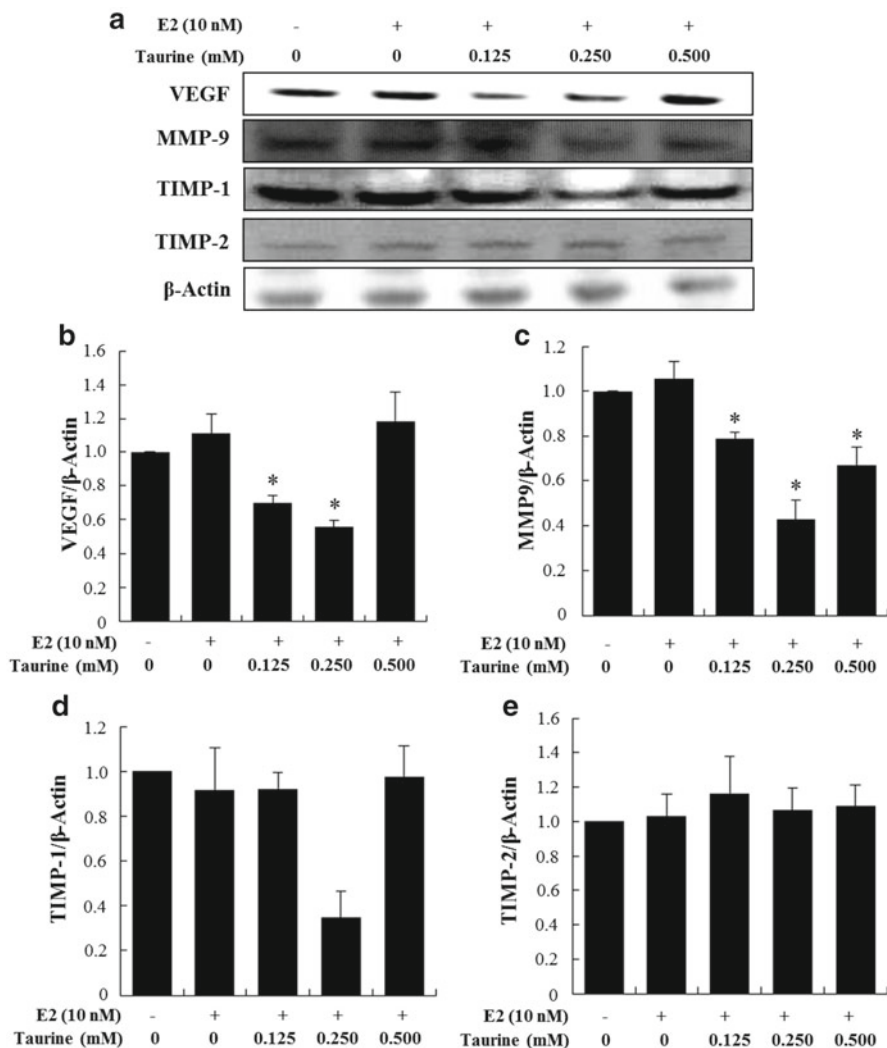 a
E2 (10 nM) - + + + +
Taurine (mM) 0 0 0.125 0.250 0.500
VEGF
MMP-9
TIMP-1
TIMP-2
β-Actin
b
1.6
1.4
1.2
1.0
0.8
0.6
0.4
0.2
0
VEGF/β-Actin
* *
E2 (10 nM) - + + + +
Taurine (mM) 0 0 0.125 0.250 0.500
c
1.2
1.0
0.8
0.6
0.4
0.2
0
MMP9/β-Actin
* * *
E2 (10 nM) - + + + +
Taurine (mM) 0 0 0.125 0.250 0.500
d
1.2
1.0
0.8
0.6
0.4
0.2
0
TIMP-1/β-Actin
E2 (10 nM) - + + + +
Taurine (mM) 0 0 0.125 0.250 0.500
e
1.6
1.4
1.2
1.0
0.8
0.6
0.4
0.2
0
TIMP-2/β-Actin
E2 (10 nM) - + + + +
Taurine (mM) 0 0 0.125 0.250 0.500